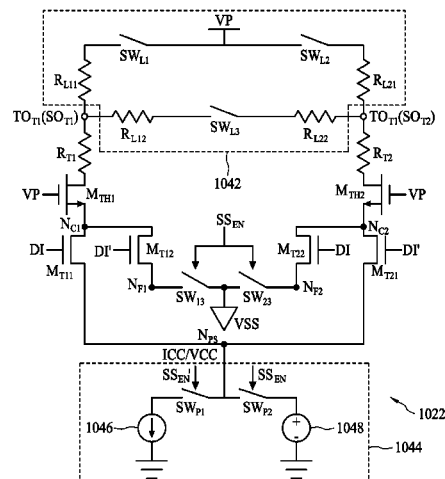 VP
SW_L1 SW_L2
R_L11 R_L21
TO_T1(SO_T1) R_L12 SW_L3 R_L22 TO_T1(SO_T2)
R_T1 1042 R_T2
VP M_TH1 M_TH2 VP
N_C1 SS_EN N_C2
DI DI' M_T12 M_T22 DI DI'
M_T11 M_T21
N_F1 SW_13 SW_23 N_F2
VSS
N_PS
ICC/VCC
SS_EN' SS_EN 1022
SW_P1 SW_P2
1046 1048 1044